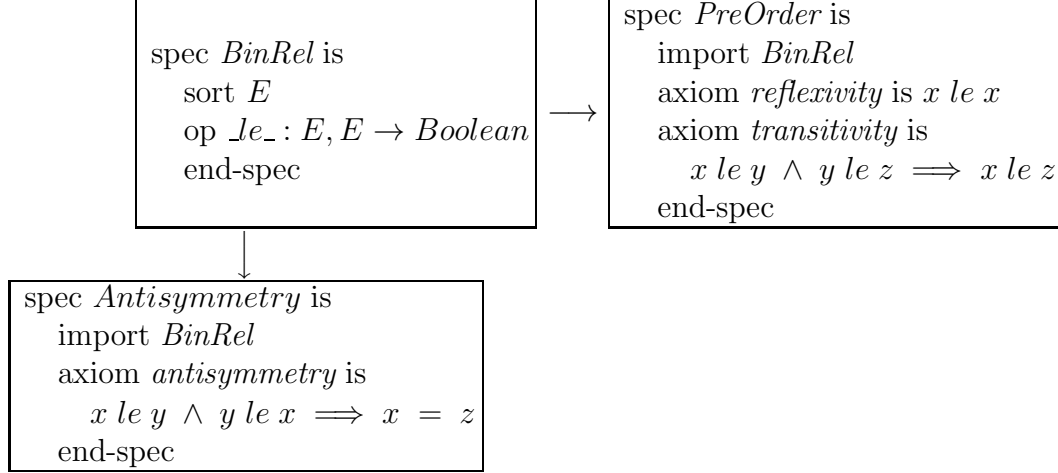 spec BinRel is
sort E
op _le_ : E, E → Boolean
end-spec
⟶
spec PreOrder is
import BinRel
axiom reflexivity is x le x
axiom transitivity is
x le y ∧ y le z ⟹ x le z
end-spec
spec Antisymmetry is
import BinRel
axiom antisymmetry is
x le y ∧ y le x ⟹ x = z
end-spec